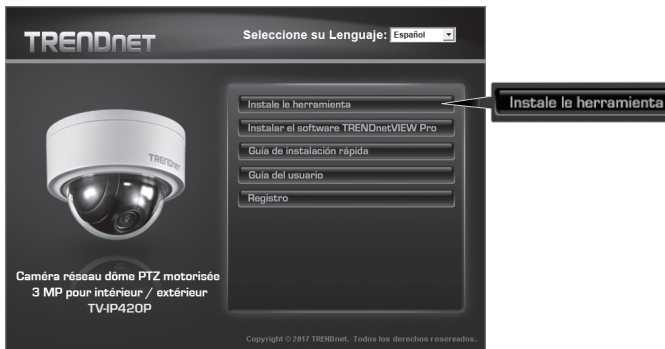 TRENDnet
Seleccione su Lenguaje: Español
Instale le herramienta
Instale le herramienta
Instalar el software TRENDnetVIEW Pro
Guía de instalación rápida
Guía del usuario
Registro
TRENDnet
Caméra réseau dôme PTZ motorisée
3 MP pour intérieur / extérieur
TV-IP420P
Copyright © 2017 TRENDnet. Todos los derechos reservados.